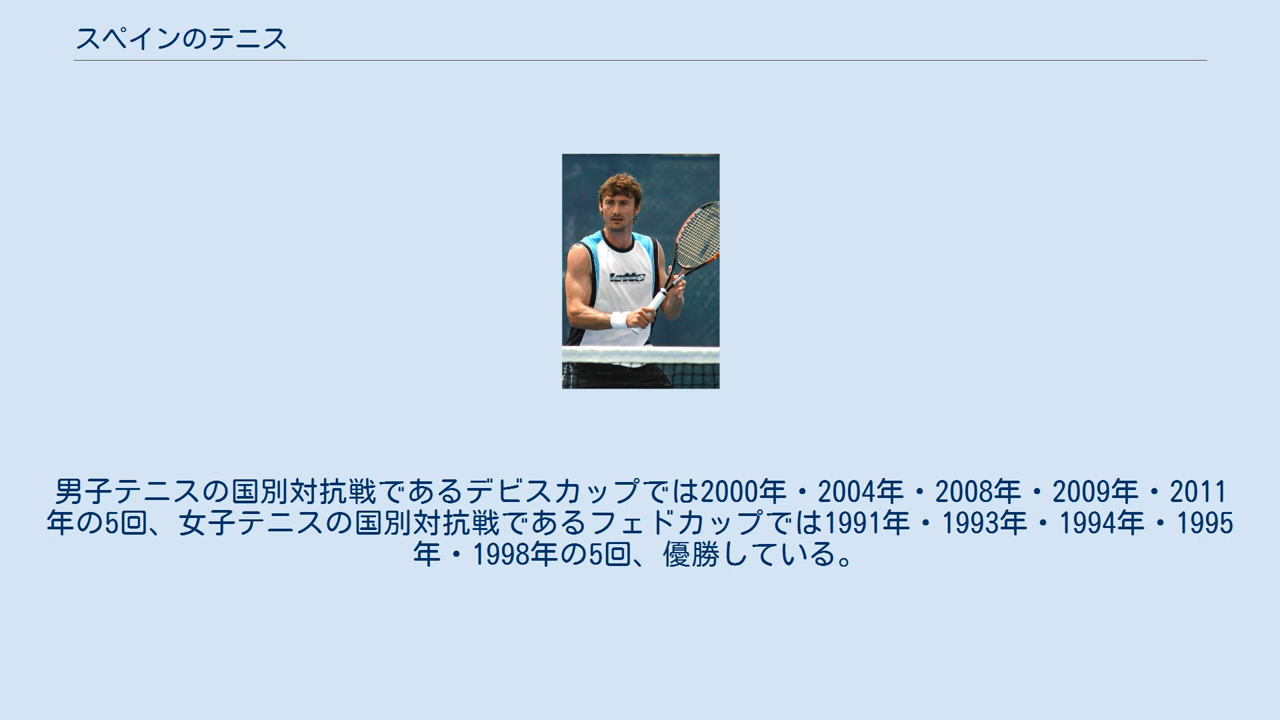 スペインのテニス
lotto
男子テニスの国別対抗戦であるデビスカップでは2000年・2004年・2008年・2009年・2011
年の5回、女子テニスの国別対抗戦であるフェドカップでは1991年・1993年・1994年・1995
年・1998年の5回、優勝している。